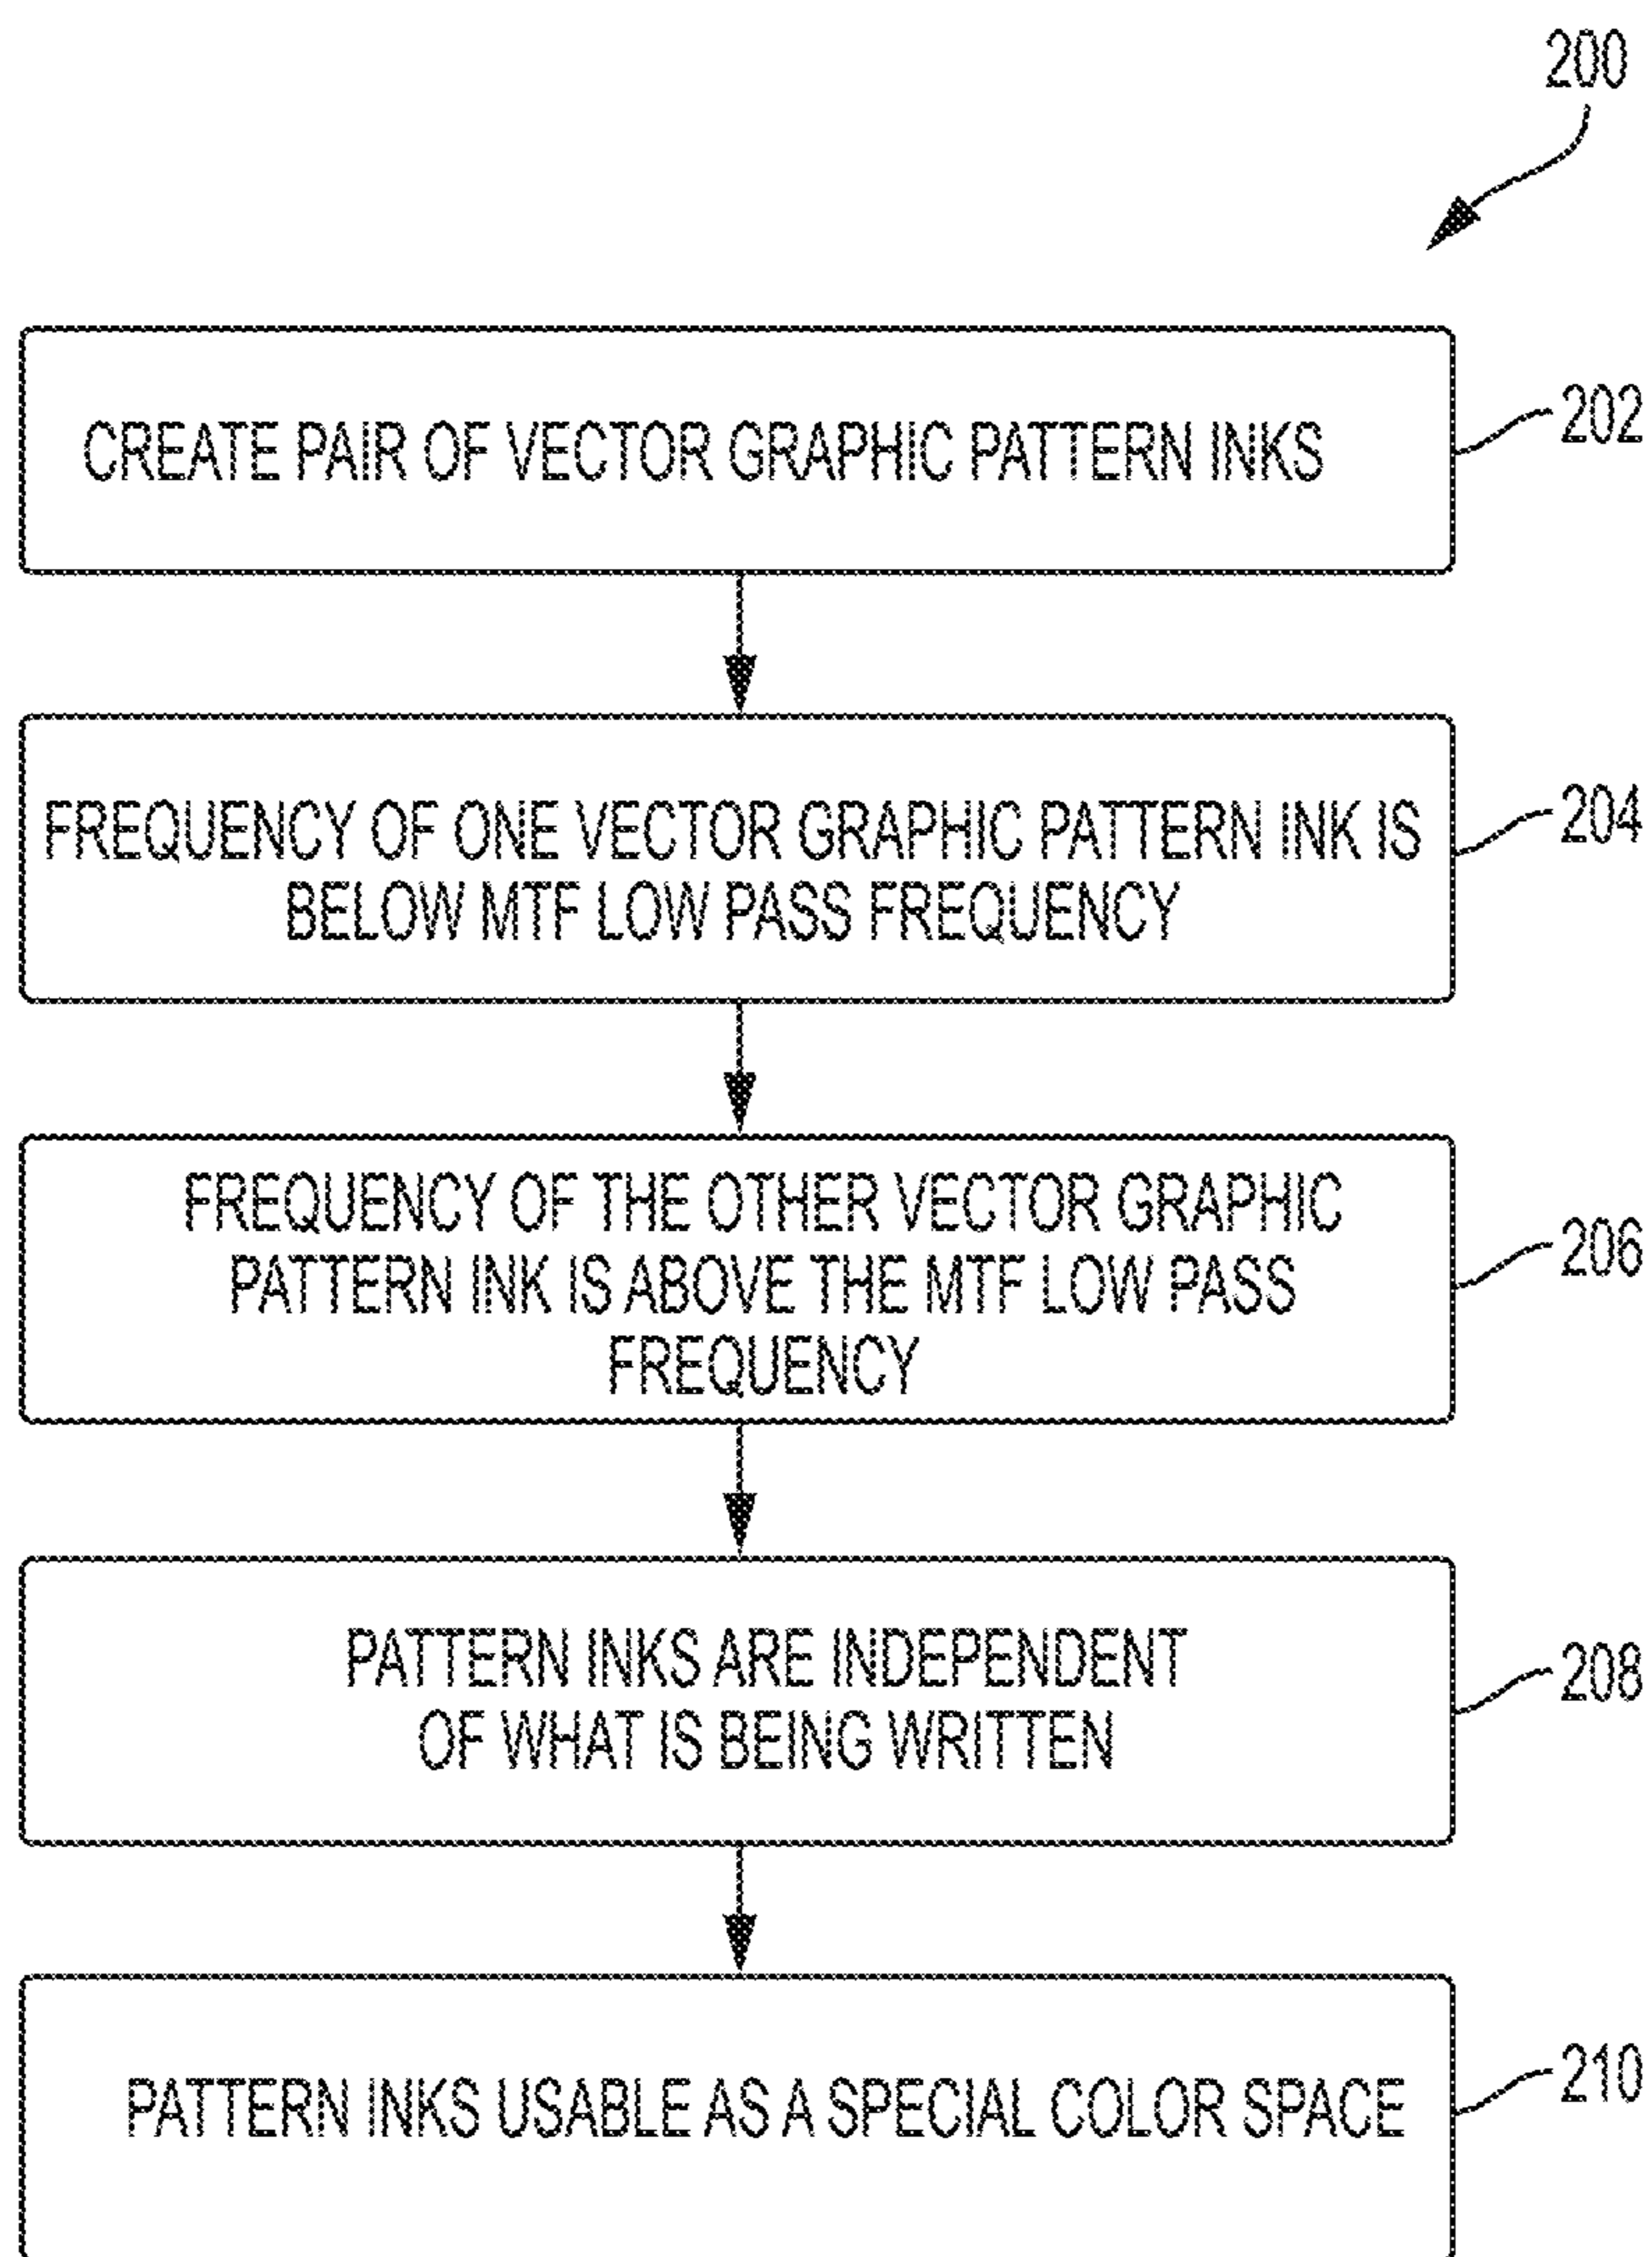 200
CREATE PAIR OF VECTOR GRAPHIC PATTERN INKS
202
FREQUENCY OF ONE VECTOR GRAPHIC PATTERN INK IS
BELOW MTF LOW PASS FREQUENCY
204
FREQUENCY OF THE OTHER VECTOR GRAPHIC
PATTERN INK IS ABOVE THE MTF LOW PASS
FREQUENCY
206
PATTERN INKS ARE INDEPENDENT
OF WHAT IS BEING WRITTEN
208
PATTERN INKS USABLE AS A SPECIAL COLOR SPACE
210